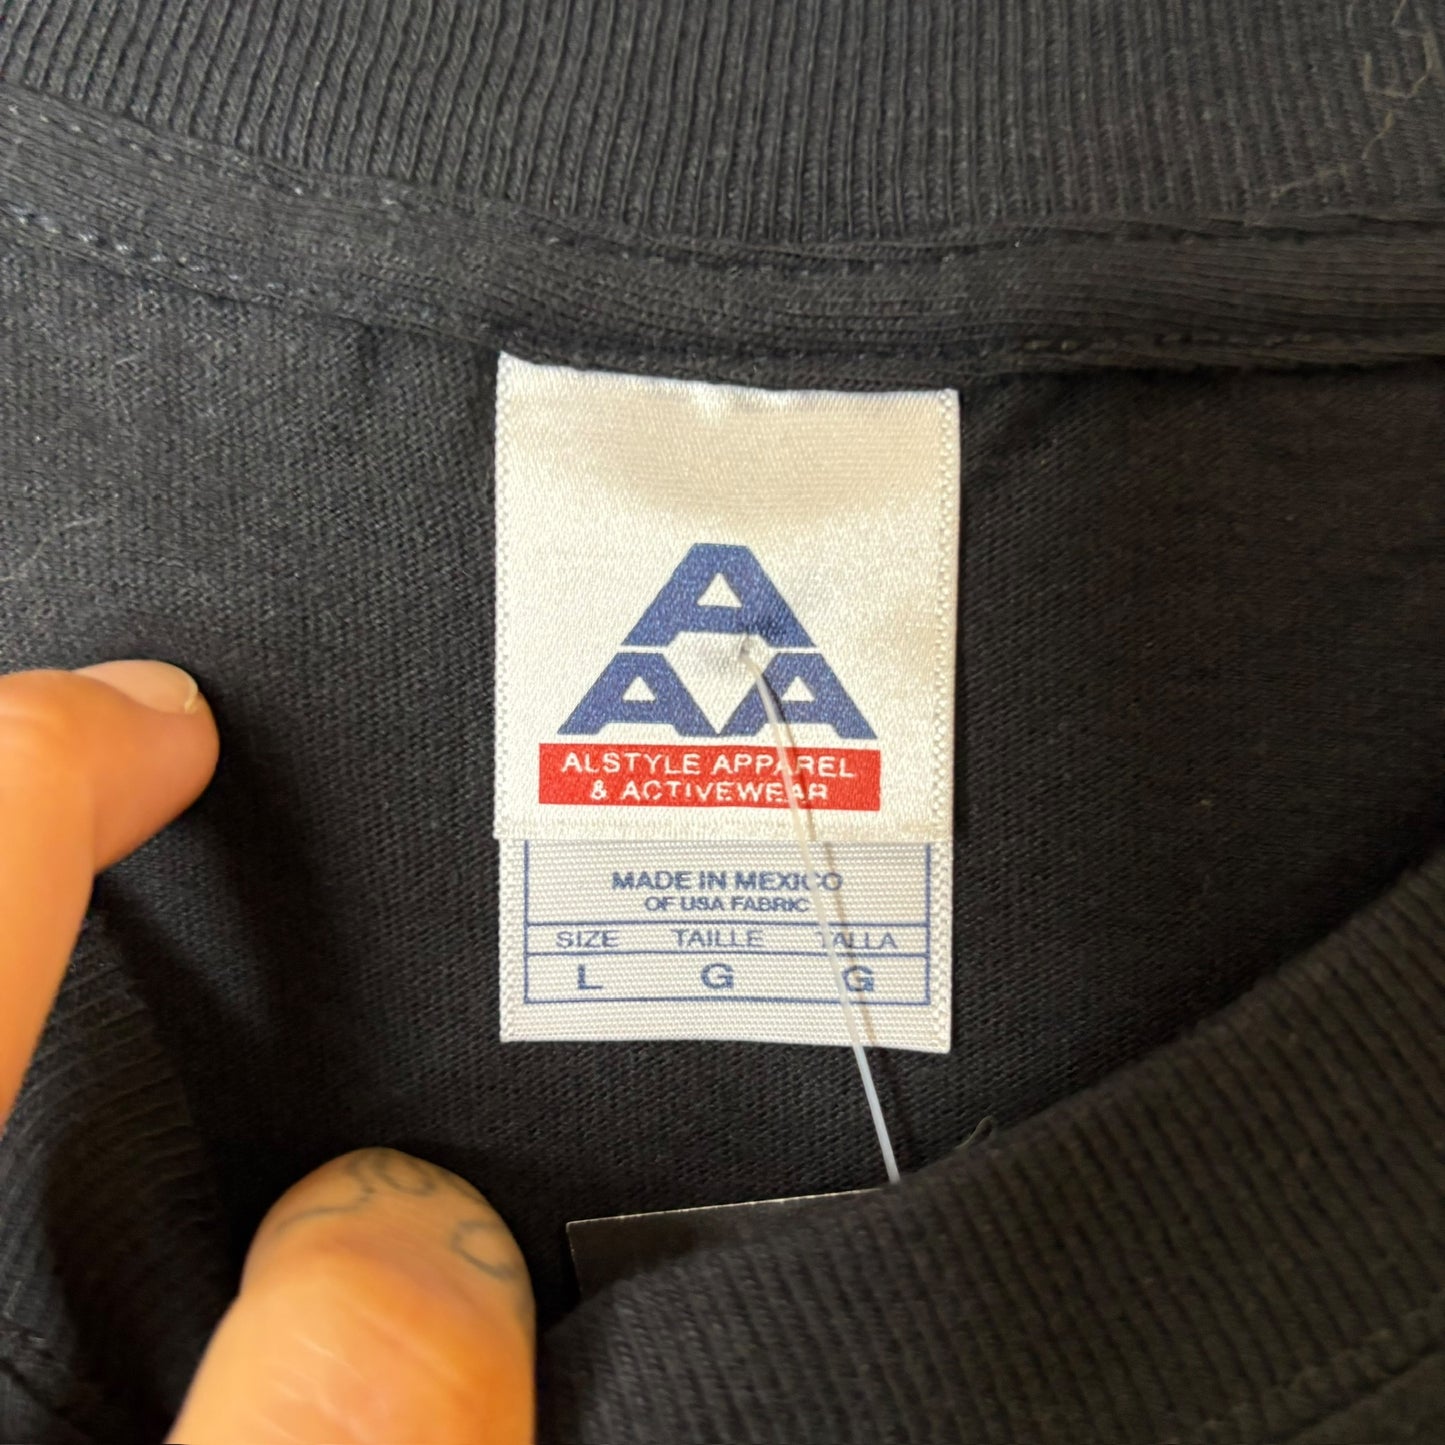 A
A A
ALSTYLE APPAREL
& ACTIVEWEAR
MADE IN MEXICO
OF USA FABRIC
SIZE TAILLE TALLA
L G G